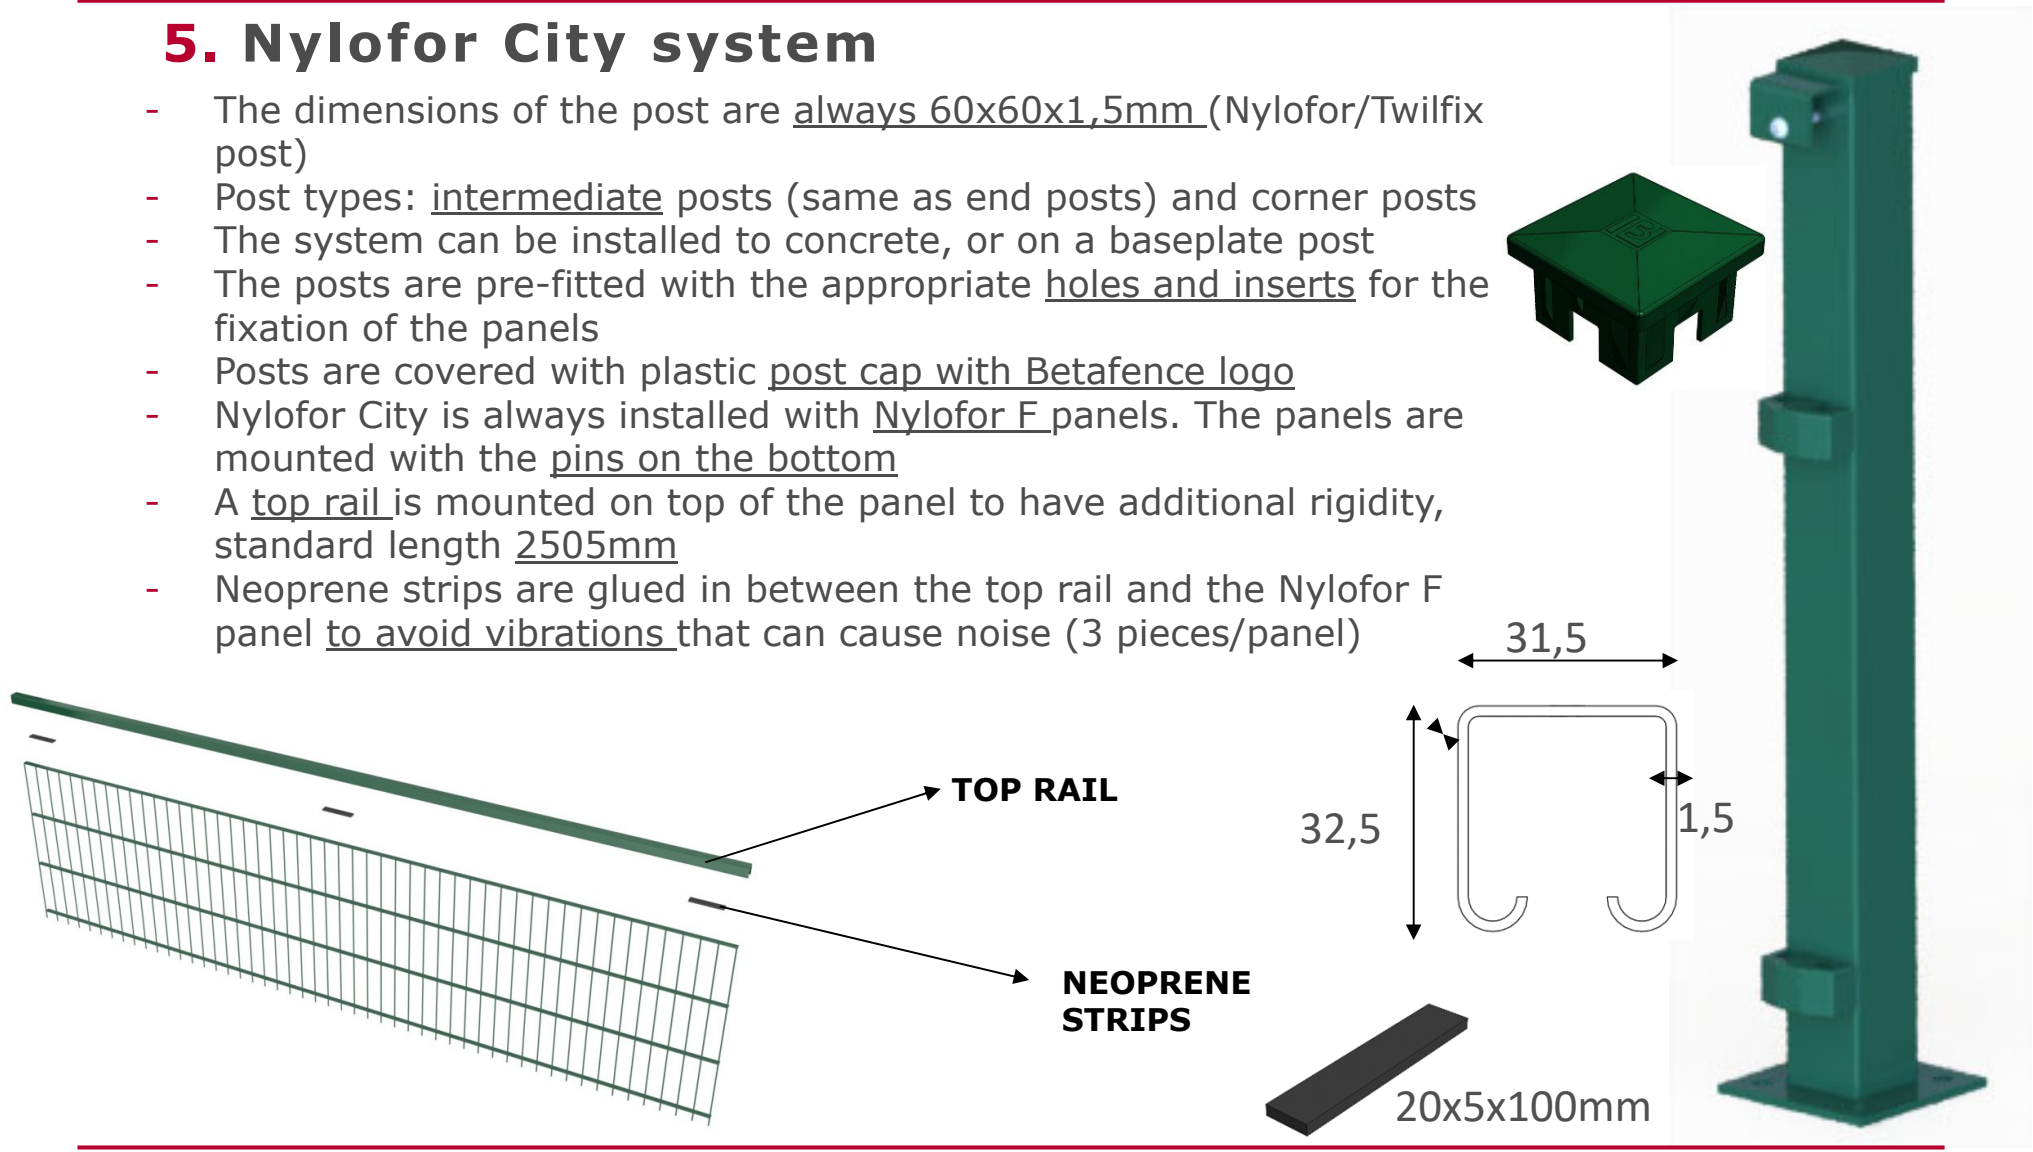 5. Nylofor City system
- The dimensions of the post are always 60x60x1,5mm (Nylofor/Twilfix
post)
- Post types: intermediate posts (same as end posts) and corner posts
- The system can be installed to concrete, or on a baseplate post
- The posts are pre-fitted with the appropriate holes and inserts for the
fixation of the panels
- Posts are covered with plastic post cap with Betafence logo
- Nylofor City is always installed with Nylofor F panels. The panels are
mounted with the pins on the bottom
- A top rail is mounted on top of the panel to have additional rigidity,
standard length 2505mm
- Neoprene strips are glued in between the top rail and the Nylofor F
panel to avoid vibrations that can cause noise (3 pieces/panel)
31,5
TOP RAIL
32,5
1,5
NEOPRENE
STRIPS
20x5x100mm